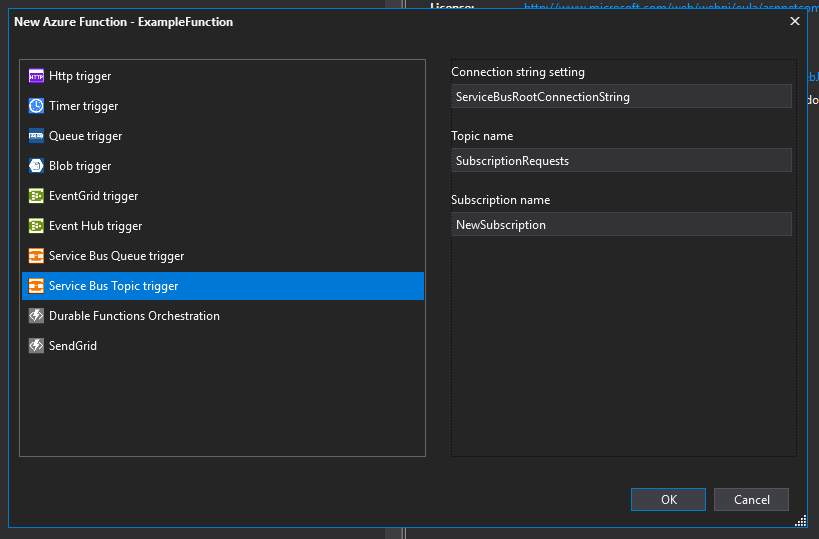 License:
New Azure Function - ExampleFunction
Http trigger
Timer trigger
Queue trigger
Blob trigger
EventGrid trigger
Event Hub trigger
Service Bus Queue trigger
Service Bus Topic trigger
Durable Functions Orchestration
SendGrid
Connection string setting
ServiceBusRootConnectionString
Topic name
SubscriptionRequests
Subscription name
NewSubscription
OK
Cancel